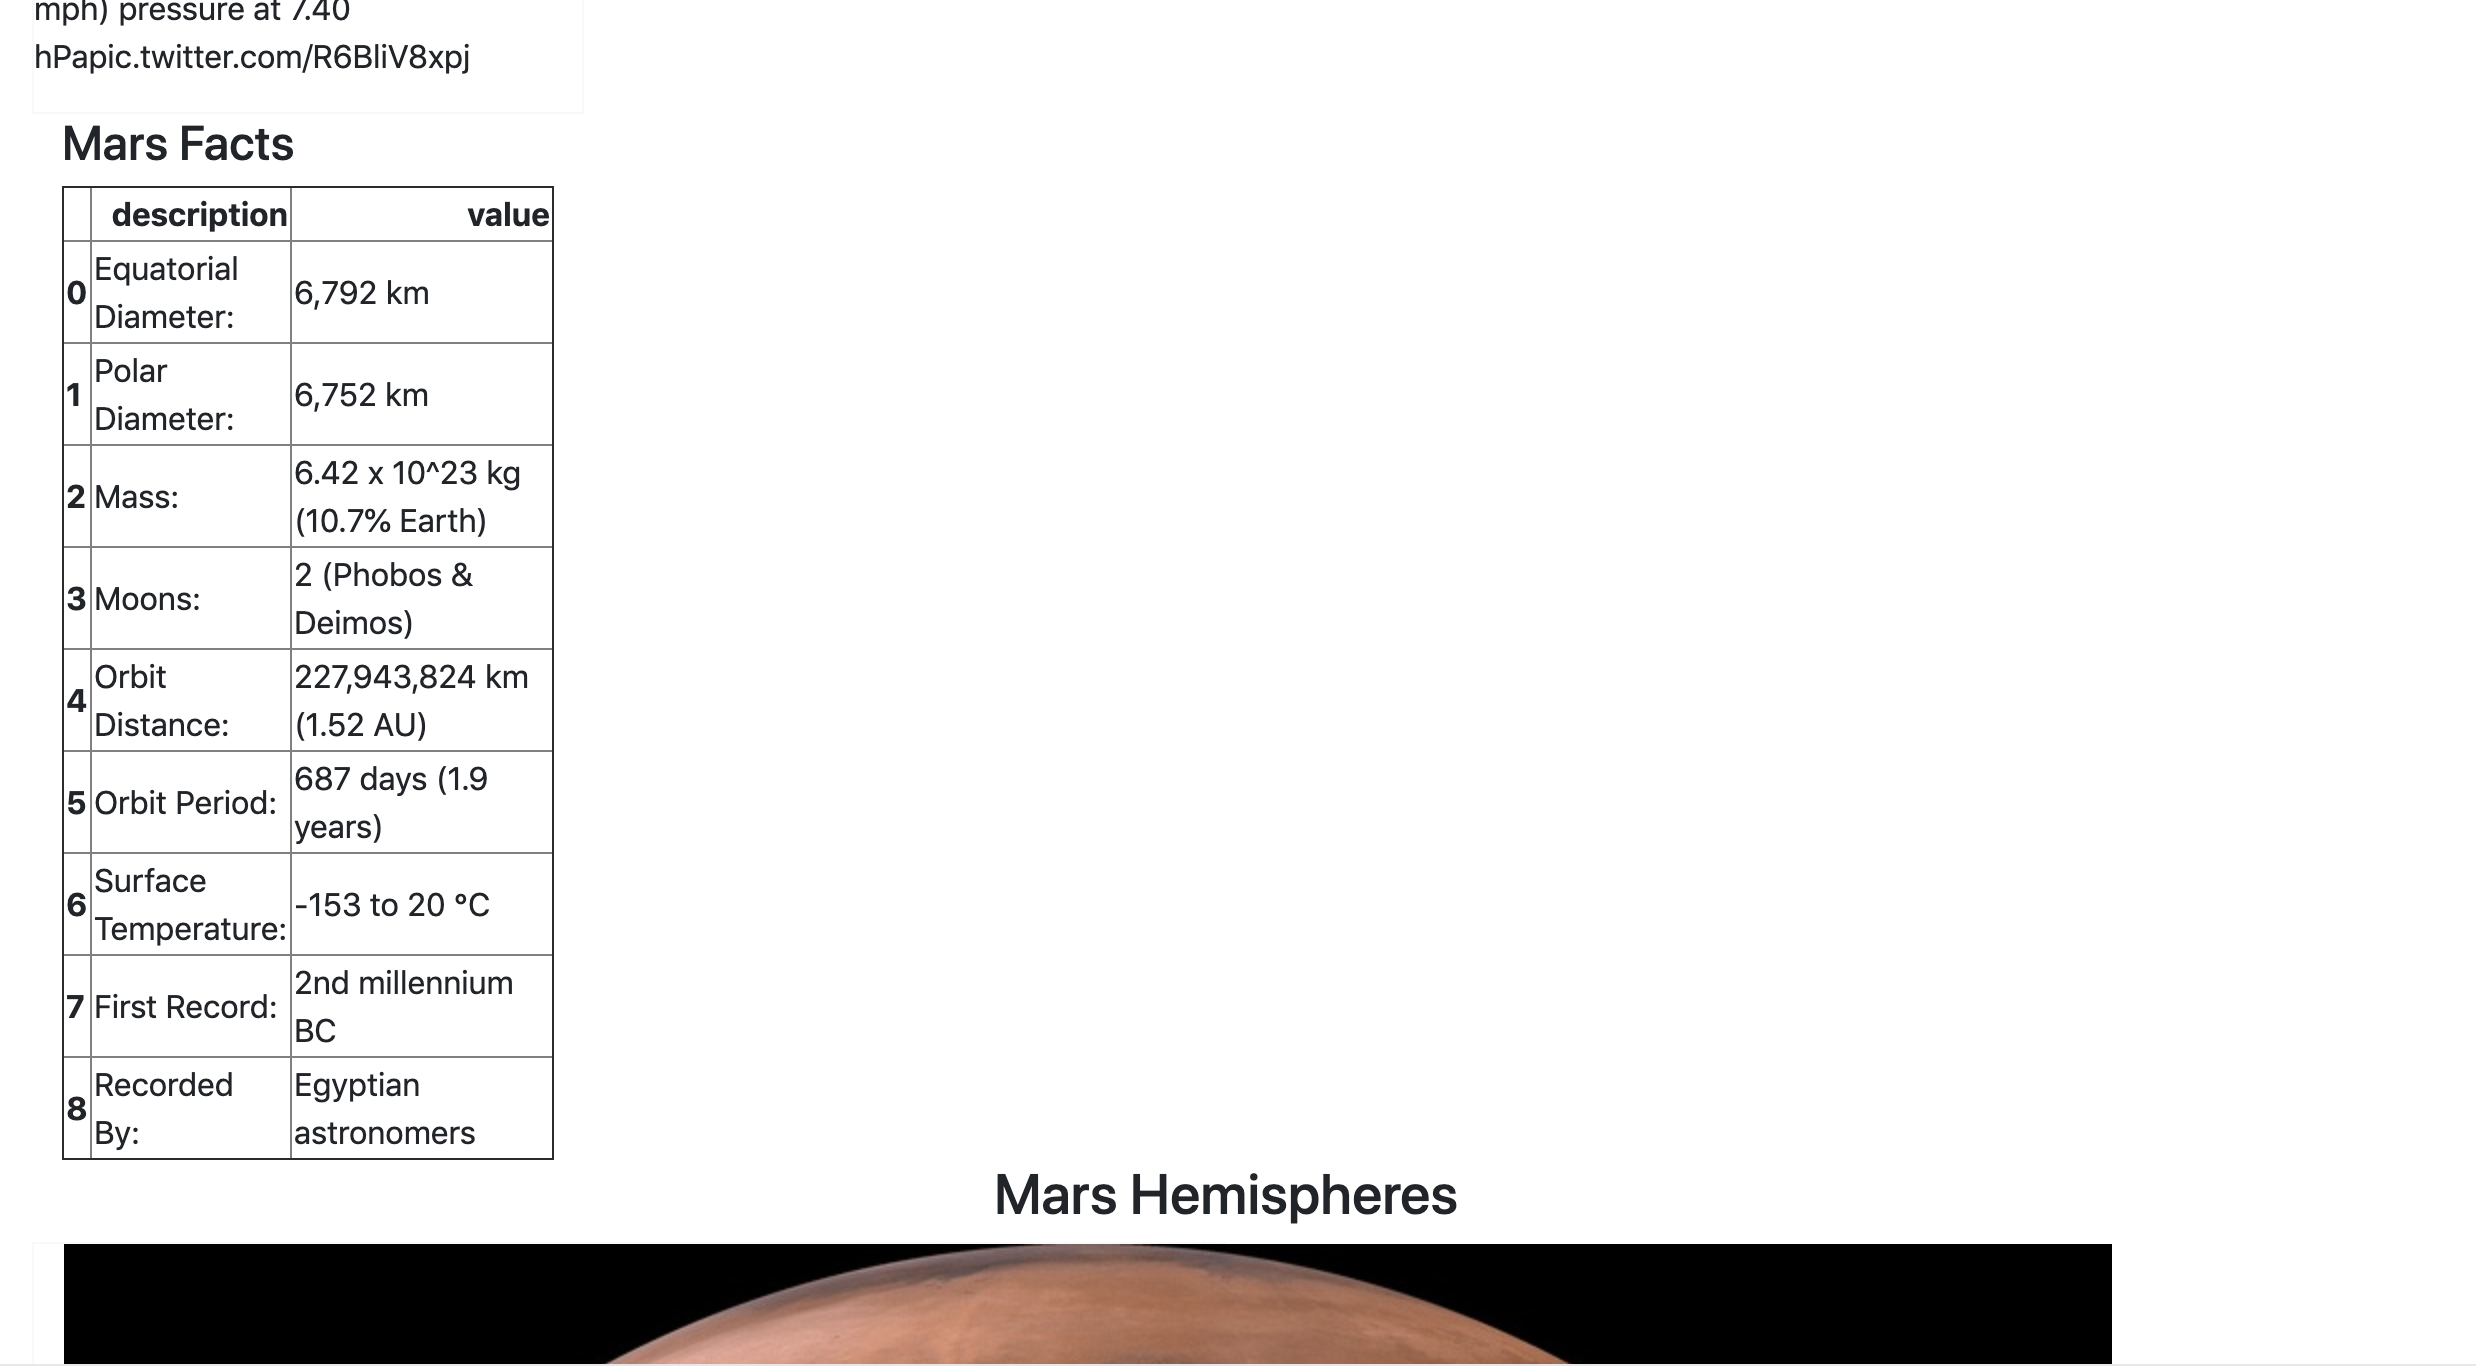 mph) pressure at 7.40
hPapic.twitter.com/R6BliV8xpj
Mars Facts
description value
0 Equatorial Diameter: 6,792 km
1 Polar Diameter: 6,752 km
2 Mass: 6.42 x 10^23 kg (10.7% Earth)
3 Moons: 2 (Phobos & Deimos)
4 Orbit Distance: 227,943,824 km (1.52 AU)
5 Orbit Period: 687 days (1.9 years)
6 Surface Temperature: -153 to 20 °C
7 First Record: 2nd millennium BC
8 Recorded By: Egyptian astronomers
Mars Hemispheres